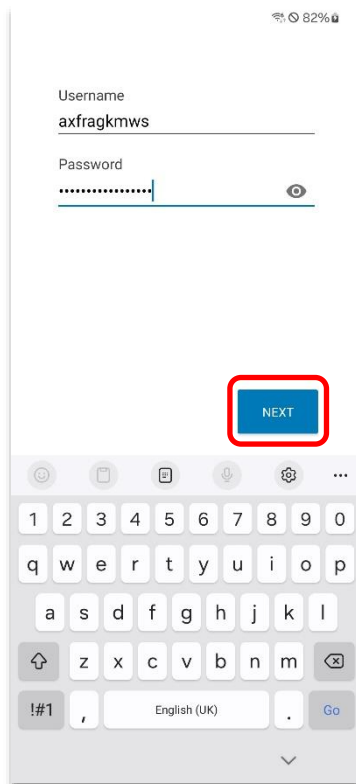 82%
Username
axfragkmws
Password
•••••••••••••••••
NEXT
1 2 3 4 5 6 7 8 9 0
q w e r t y u i o p
a s d f g h j k l
z x c v b n m
!#1 , English (UK) . Go